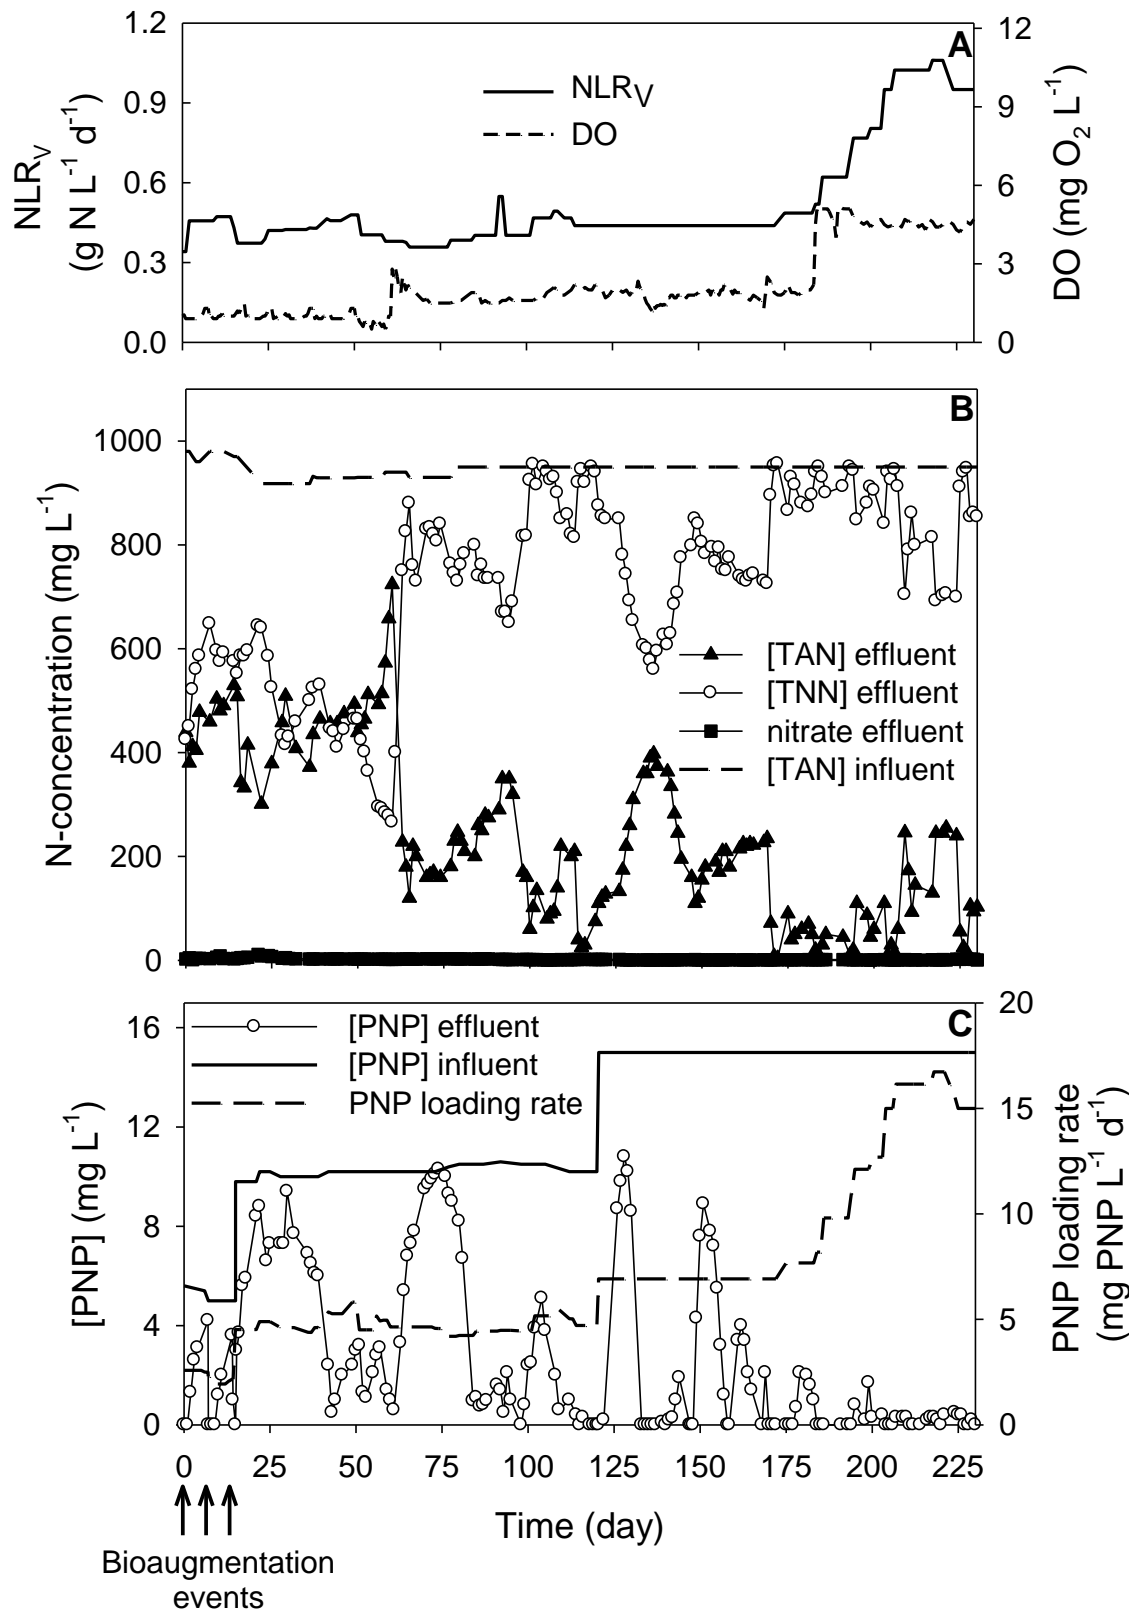 A
1.2
0.9
0.6
0.3
0.0
NLR_V
(g N L^-1 d^-1)
NLR_V
DO
12
9
6
3
0
DO (mg O_2 L^-1)
B
1000
800
600
400
200
0
N-concentration (mg L^-1)
[TAN] effluent
[TNN] effluent
nitrate effluent
[TAN] influent
C
16
12
8
4
0
[PNP] (mg L^-1)
[PNP] effluent
[PNP] influent
PNP loading rate
20
15
10
5
0
PNP loading rate
(mg PNP L^-1 d^-1)
0 25 50 75 100 125 150 175 200 225
Time (day)
Bioaugmentation
events